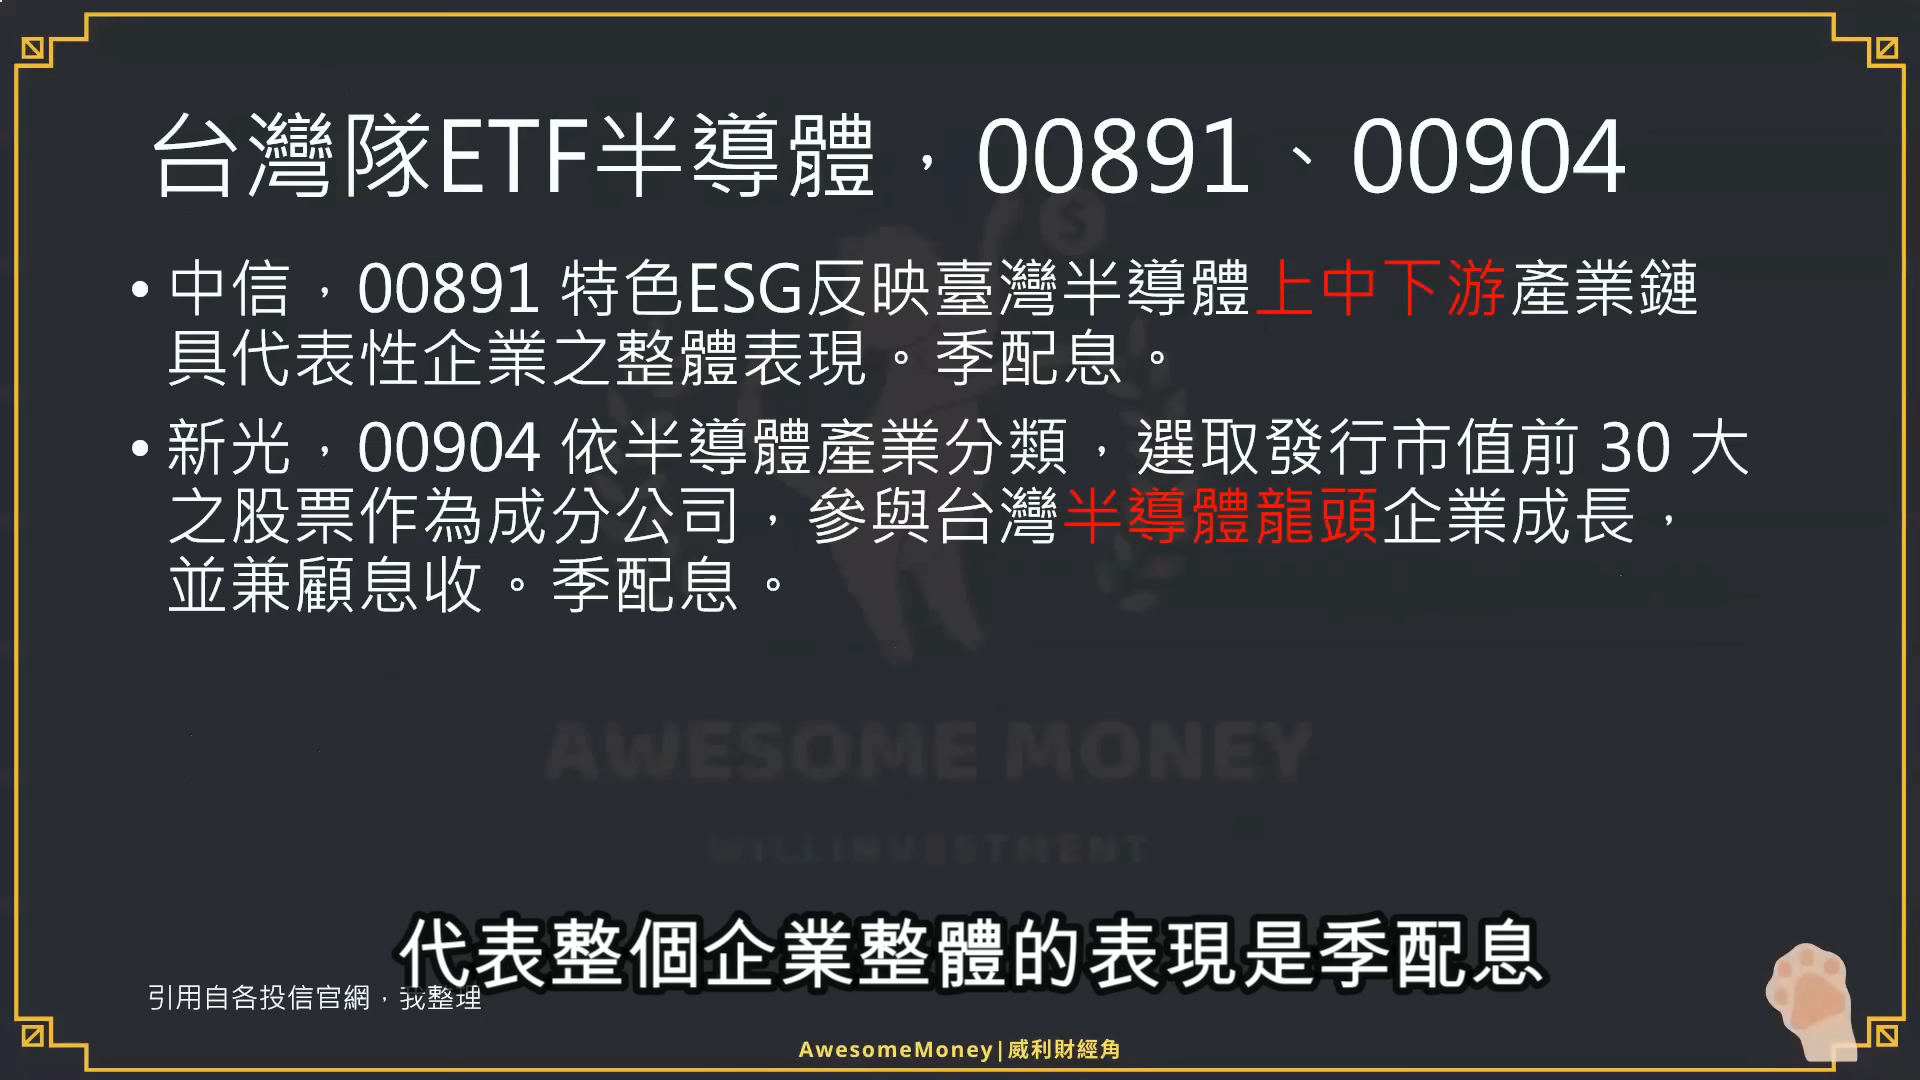 台灣隊ETF半導體，00891、00904
• 中信，00891 特色ESG反映臺灣半導體上中下游產業鏈
具代表性企業之整體表現。季配息。
• 新光，00904 依半導體產業分類，選取發行市值前 30 大
之股票作為成分公司，參與台灣半導體龍頭企業成長，
並兼顧息收。季配息。
AWESOME MONEY
WILLINVESTMENT
代表整個企業整體的表現是季配息
引用自各投信官網，我整理
AwesomeMoney|威利財經角